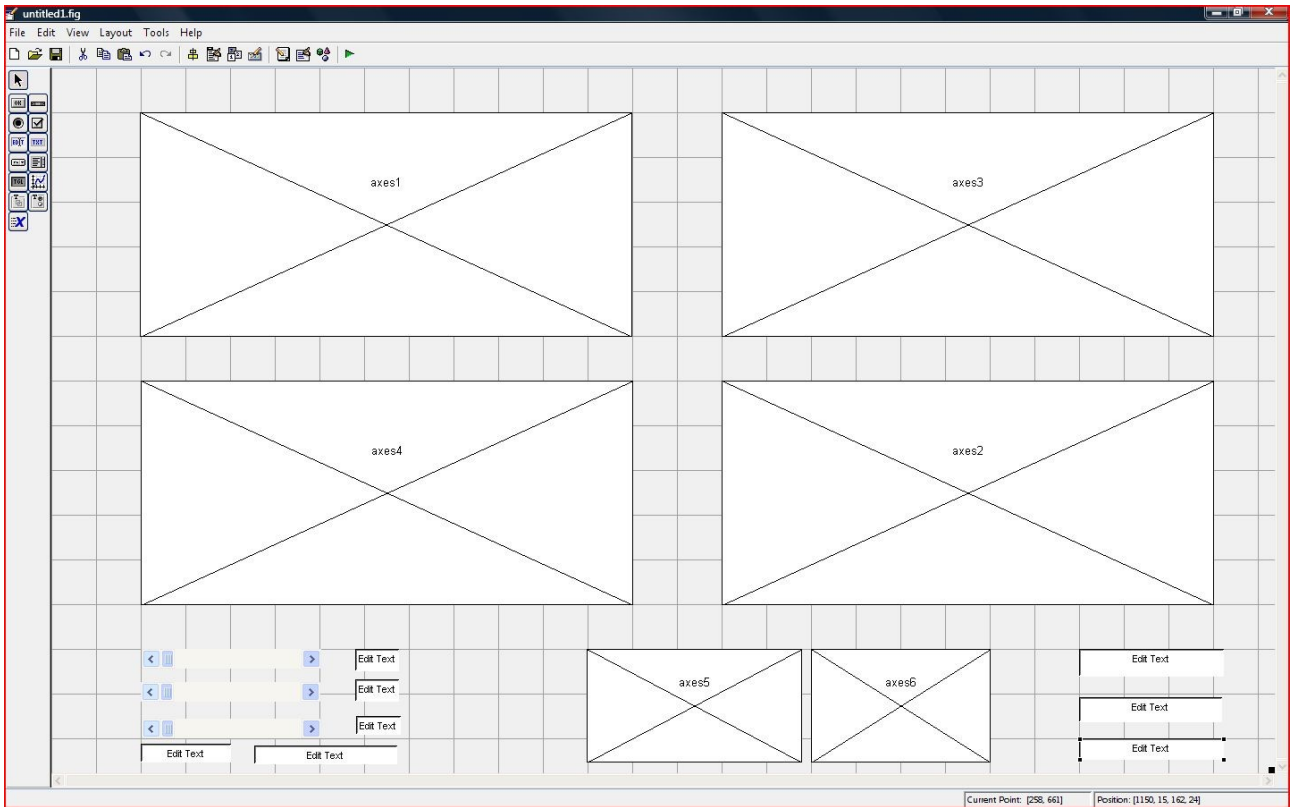 untitled1.fig
File Edit View Layout Tools Help
axes1
axes3
axes4
axes2
Edit Text
Edit Text
Edit Text
Edit Text
Edit Text
axes5
axes6
Edit Text
Edit Text
Edit Text
Current Point: [258, 661]
Position: [1150, 15, 162, 24]